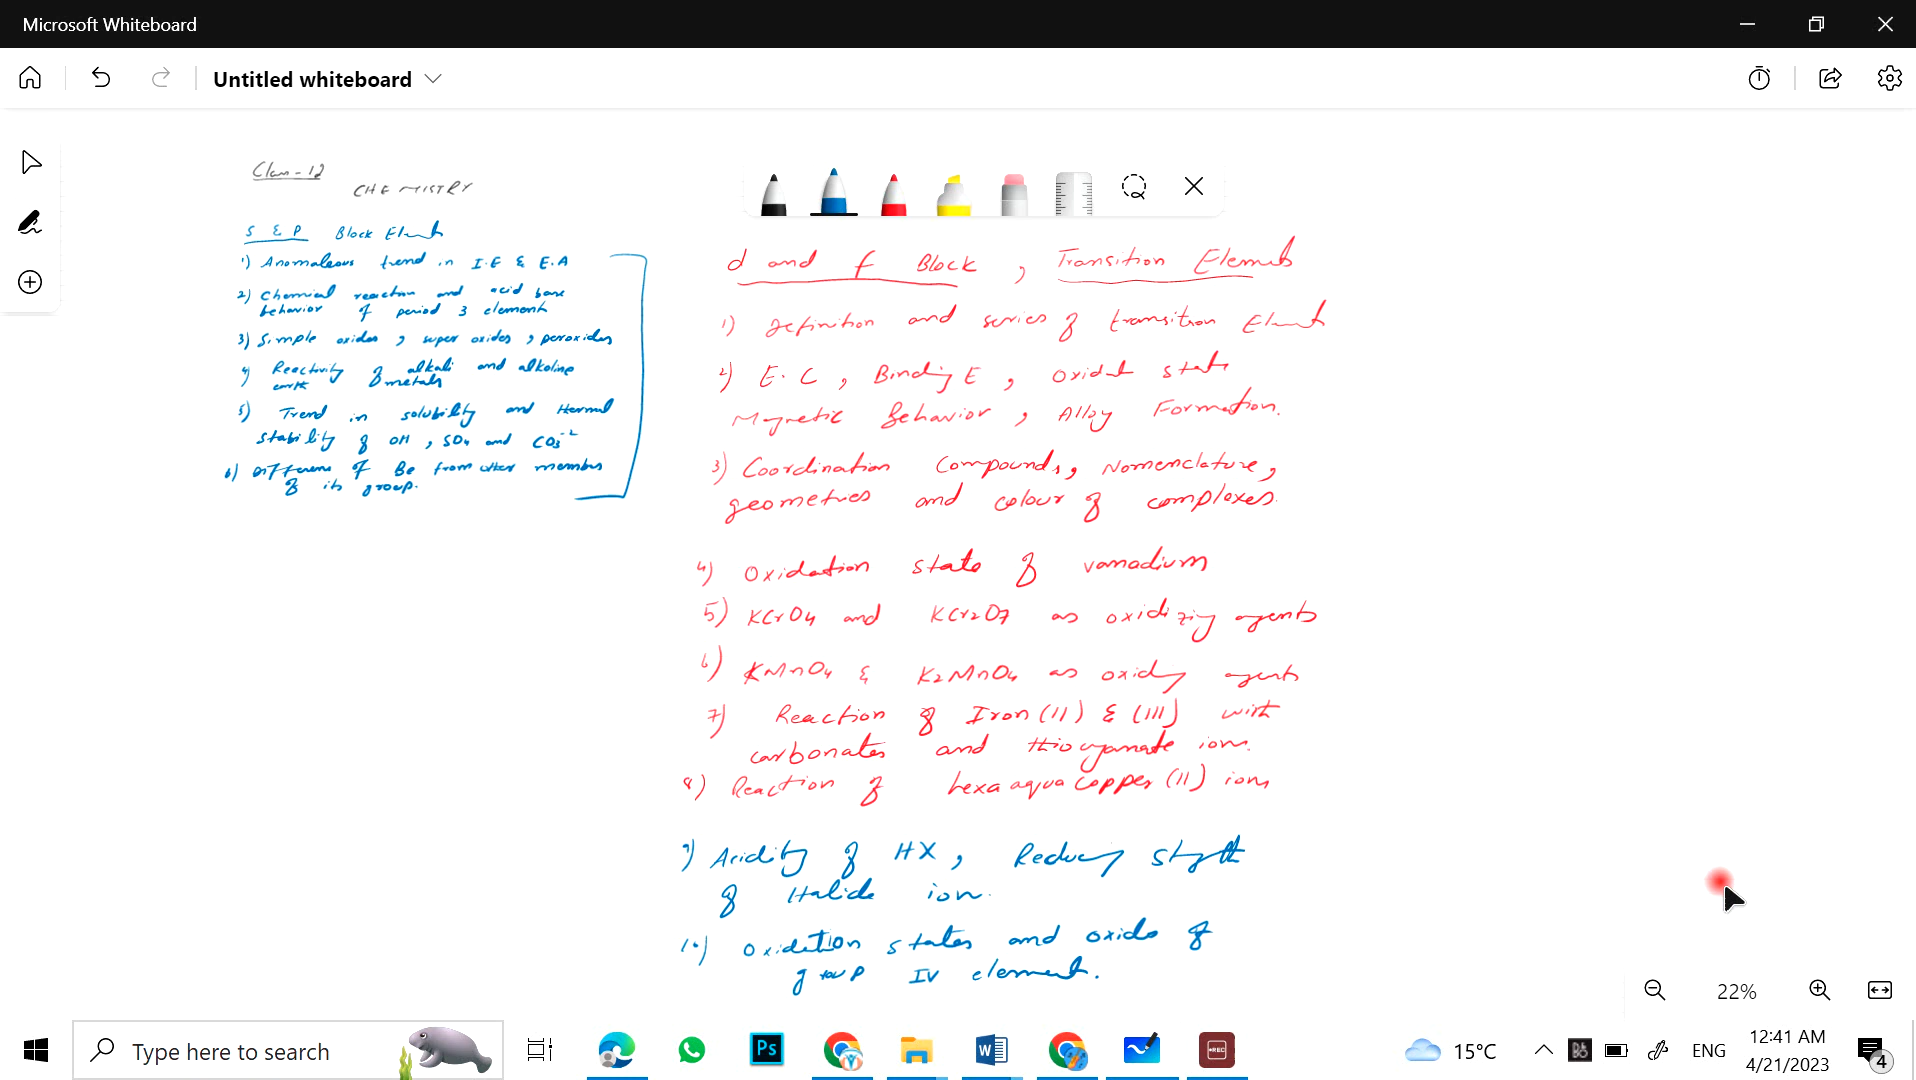 Microsoft Whiteboard
Untitled whiteboard
Class-12
CHEMISTRY
S & P Block Element
1) Anomaleous trend in I.E & E.A
2) Chemical reaction and acid base
behavior of period 3 elements
3) Simple oxides, super oxides, peroxides
4) Reactivity of alkali and alkaline
earth metals
5) Trend in solubility and thermal
stability of OH, SO4 and CO3-2
6) Difference of Be from other members
of its group.
d and f Block, Transition Elements
1) Definition and series of transition Element
2) E.C, Binding E, oxidat state
Magnetic Behavior, Alloy Formation.
3) Coordination Compounds, Nomenclature,
geometries and colour of complexes.
4) Oxidation state of vanadium
5) KCrO4 and KCr2O7 as oxidizing agents
6) KMnO4 & K2MnO4 as oxidizing agents
7) Reaction of Iron (II) & (III) with
carbonates and thiocyanate ions.
8) Reaction of hexa aqua copper (II) ions
9) Acidity of HX, Reducing strength
of Halide ion.
10) Oxidation states and oxide of
group IV element.
22%
Type here to search
Ps
W
REC
15°C
ENG
12:41 AM
4/21/2023
4